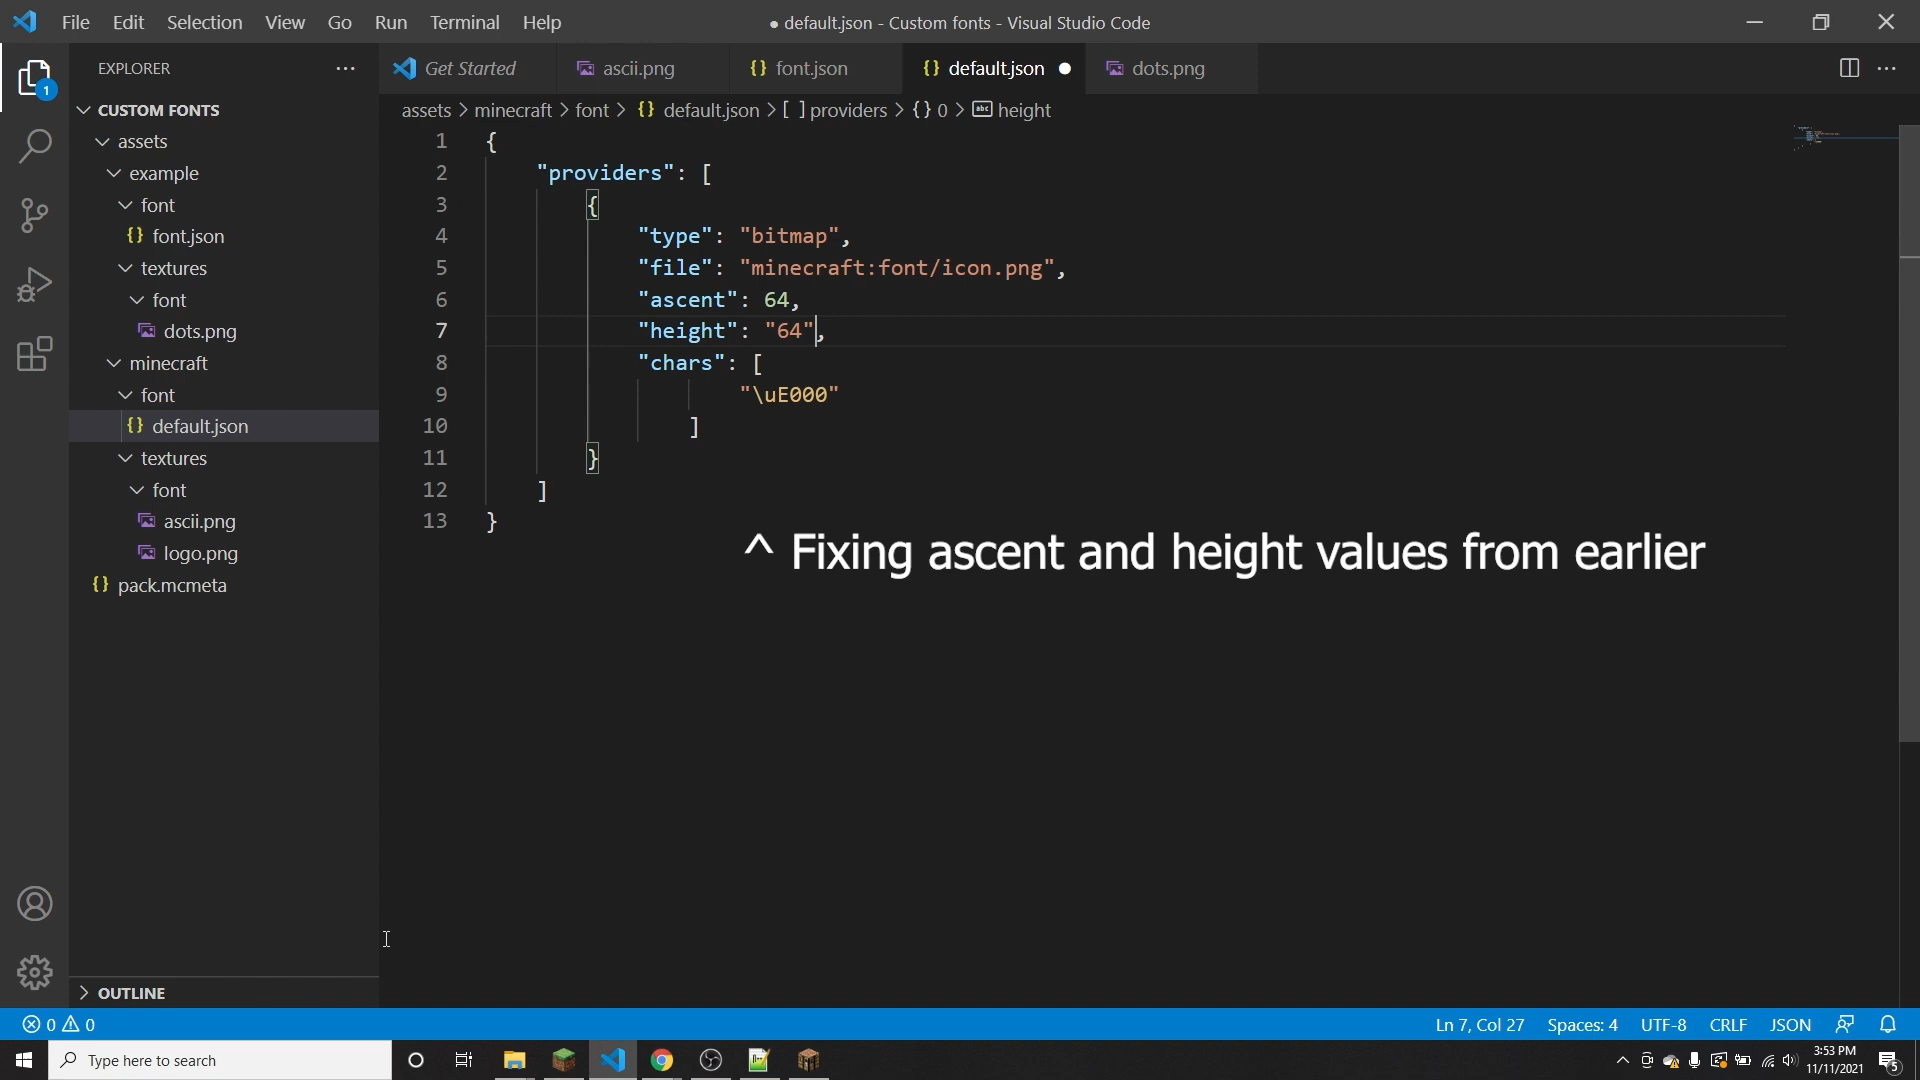 File Edit Selection View Go Run Terminal Help
● default.json - Custom fonts - Visual Studio Code
EXPLORER
Get Started
ascii.png
{} font.json
{} default.json ●
dots.png
1
CUSTOM FONTS
assets > minecraft > font > {} default.json > [ ] providers > {} 0 > abc height
assets
example
font
{} font.json
textures
font
dots.png
minecraft
font
{} default.json
textures
font
ascii.png
logo.png
{} pack.mcmeta
1 {
2 "providers": [
3 {
4 "type": "bitmap",
5 "file": "minecraft:font/icon.png",
6 "ascent": 64,
7 "height": "64",
8 "chars": [
9 "\uE000"
10 ]
11 }
12 ]
13 }
^ Fixing ascent and height values from earlier
OUTLINE
0 0
Ln 7, Col 27 Spaces: 4 UTF-8 CRLF JSON
Type here to search
3:53 PM
11/11/2021
5